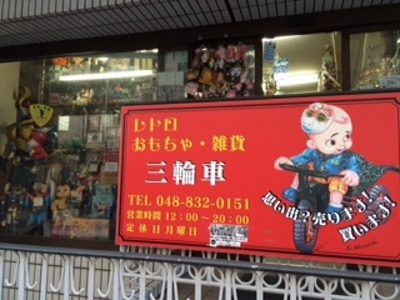 レトロ
おもちゃ・雑貨
三輪車
TEL 048-832-0151
営業時間 12:00～20:00
定休日 月曜日
思い出?売ります!
買います!